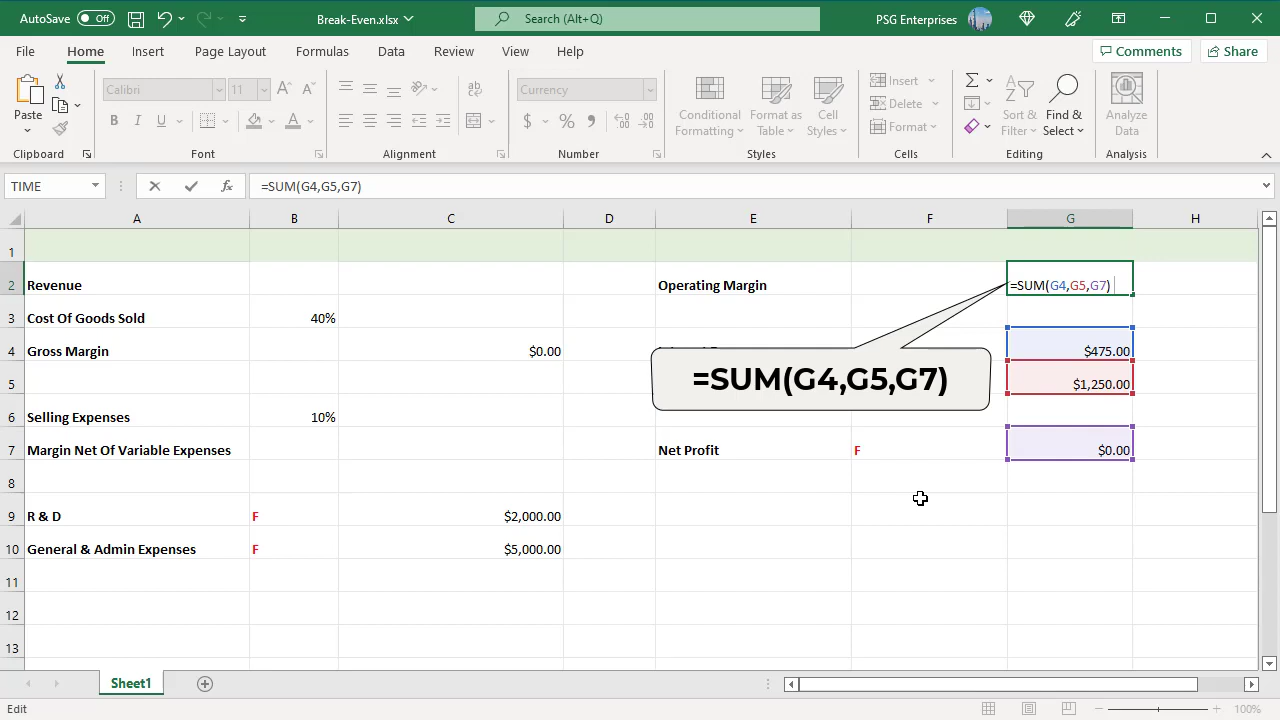 AutoSave Off Break-Even.xlsx Search (Alt+Q) PSG Enterprises
File Home Insert Page Layout Formulas Data Review View Help Comments Share
Paste
Clipboard
Calibri 11
B I U A A A
Font
ab
Alignment
Currency
$ % 9
Number
Conditional Formatting
Format as Table
Cell Styles
Styles
Insert
Delete
Format
Cells
Sort & Filter
Find & Select
Editing
Analyze Data
Analysis
TIME fx =SUM(G4,G5,G7)
A B C D E F G H
1
2 Revenue Operating Margin =SUM(G4,G5,G7)
3 Cost Of Goods Sold 40%
4 Gross Margin $0.00 $475.00
=SUM(G4,G5,G7)
5 $1,250.00
6 Selling Expenses 10%
7 Margin Net Of Variable Expenses Net Profit F $0.00
8
9 R & D F $2,000.00
10 General & Admin Expenses F $5,000.00
11
12
13
Sheet1
Edit 100%